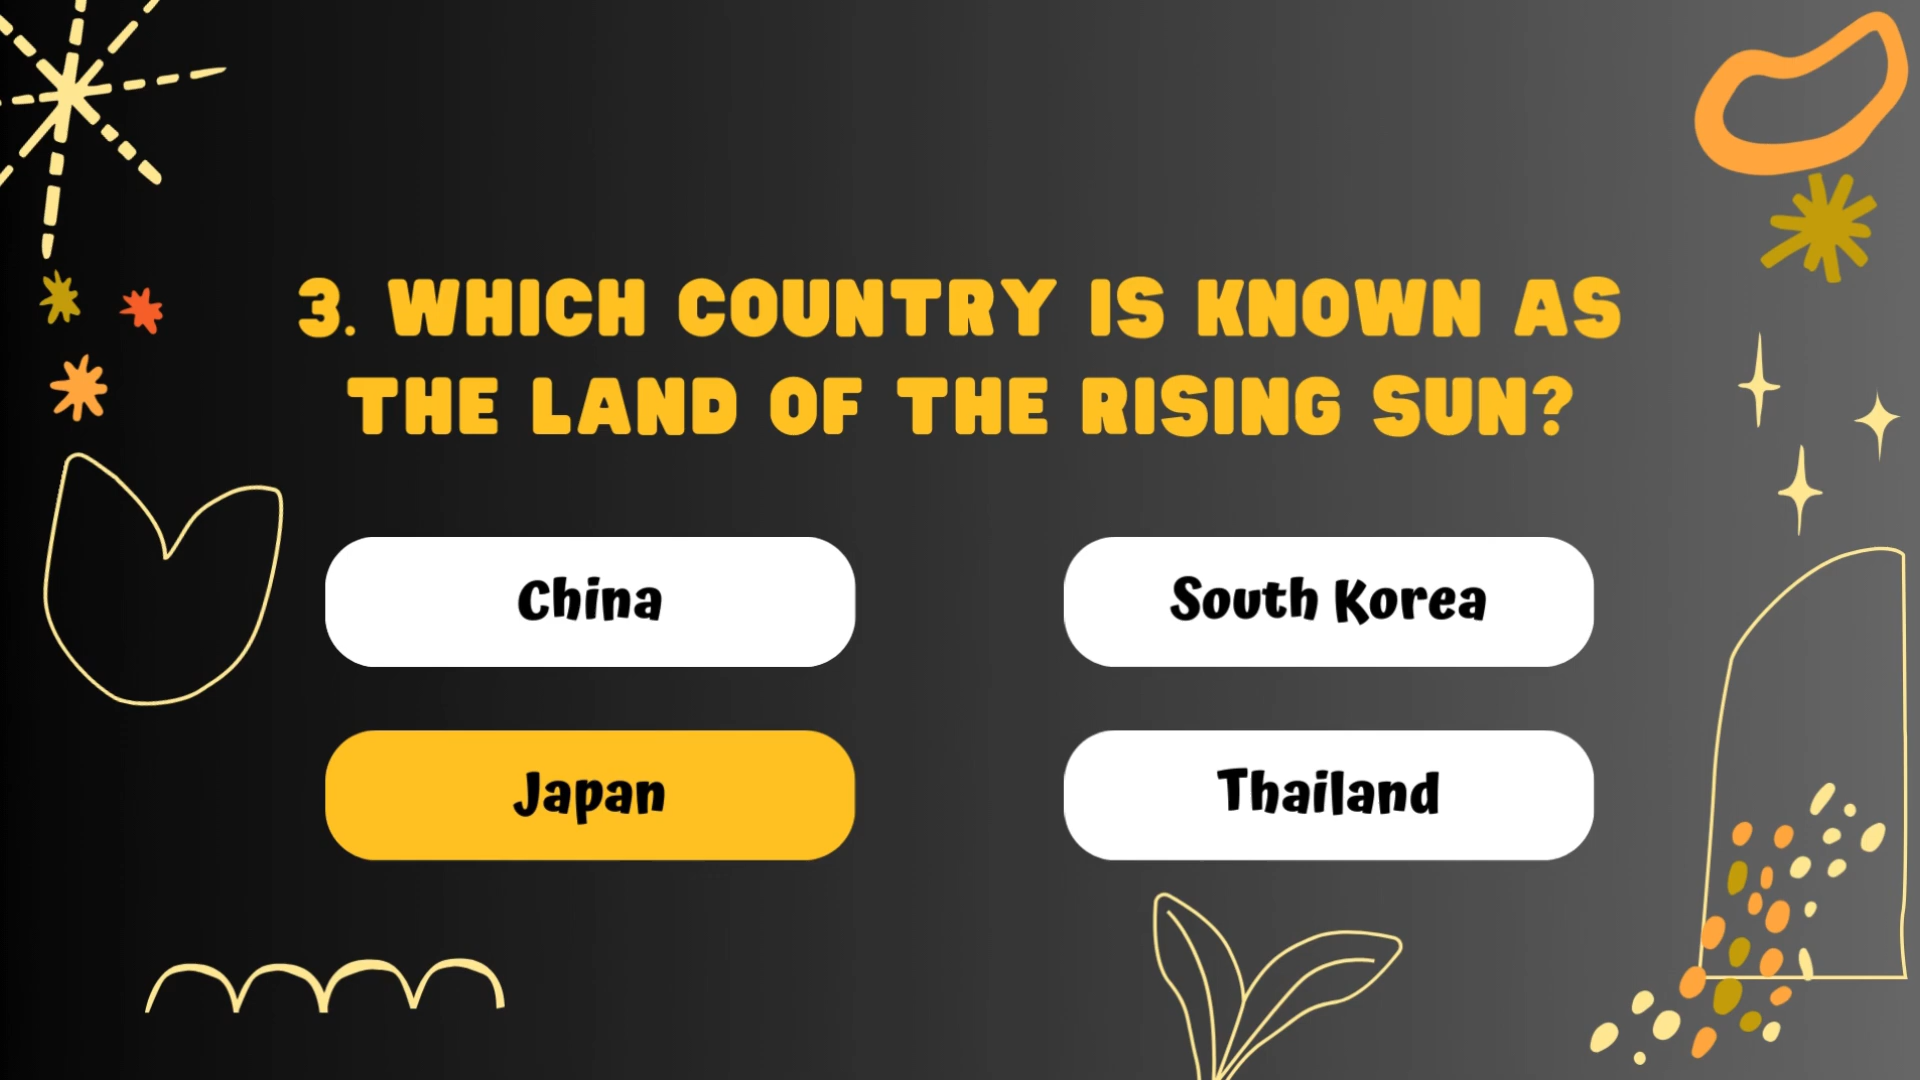 3. WHICH COUNTRY IS KNOWN AS
THE LAND OF THE RISING SUN?
China
South Korea
Japan
Thailand